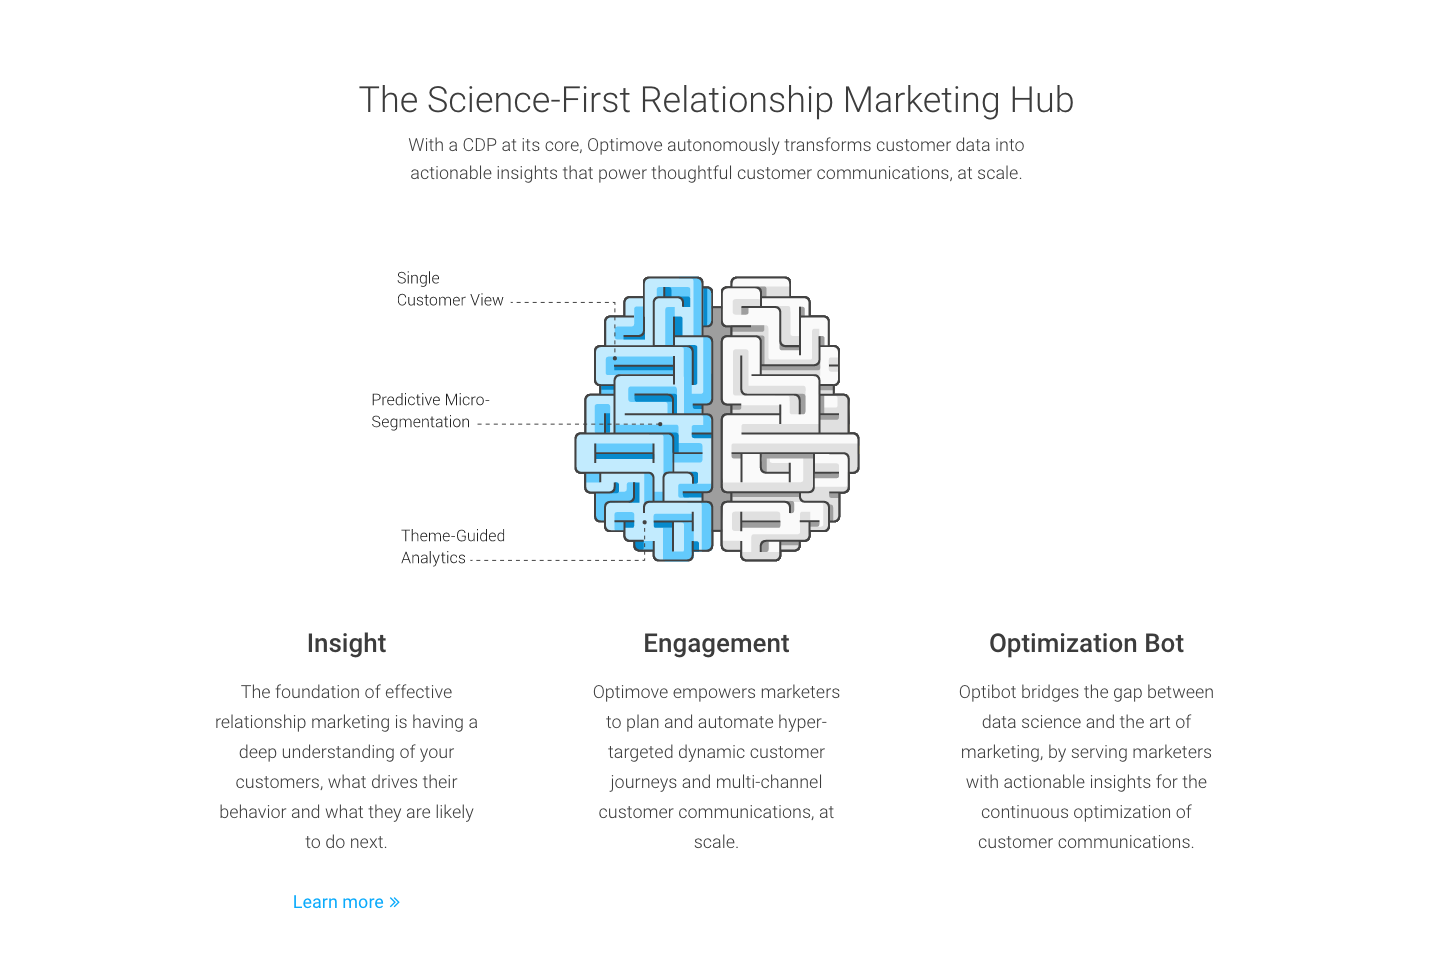 The Science-First Relationship Marketing Hub
With a CDP at its core, Optimove autonomously transforms customer data into
actionable insights that power thoughtful customer communications, at scale.
Single
Customer View
Predictive Micro-
Segmentation
Theme-Guided
Analytics
Insight
The foundation of effective
relationship marketing is having a
deep understanding of your
customers, what drives their
behavior and what they are likely
to do next.
Learn more »
Engagement
Optimove empowers marketers
to plan and automate hyper-
targeted dynamic customer
journeys and multi-channel
customer communications, at
scale.
Optimization Bot
Optibot bridges the gap between
data science and the art of
marketing, by serving marketers
with actionable insights for the
continuous optimization of
customer communications.